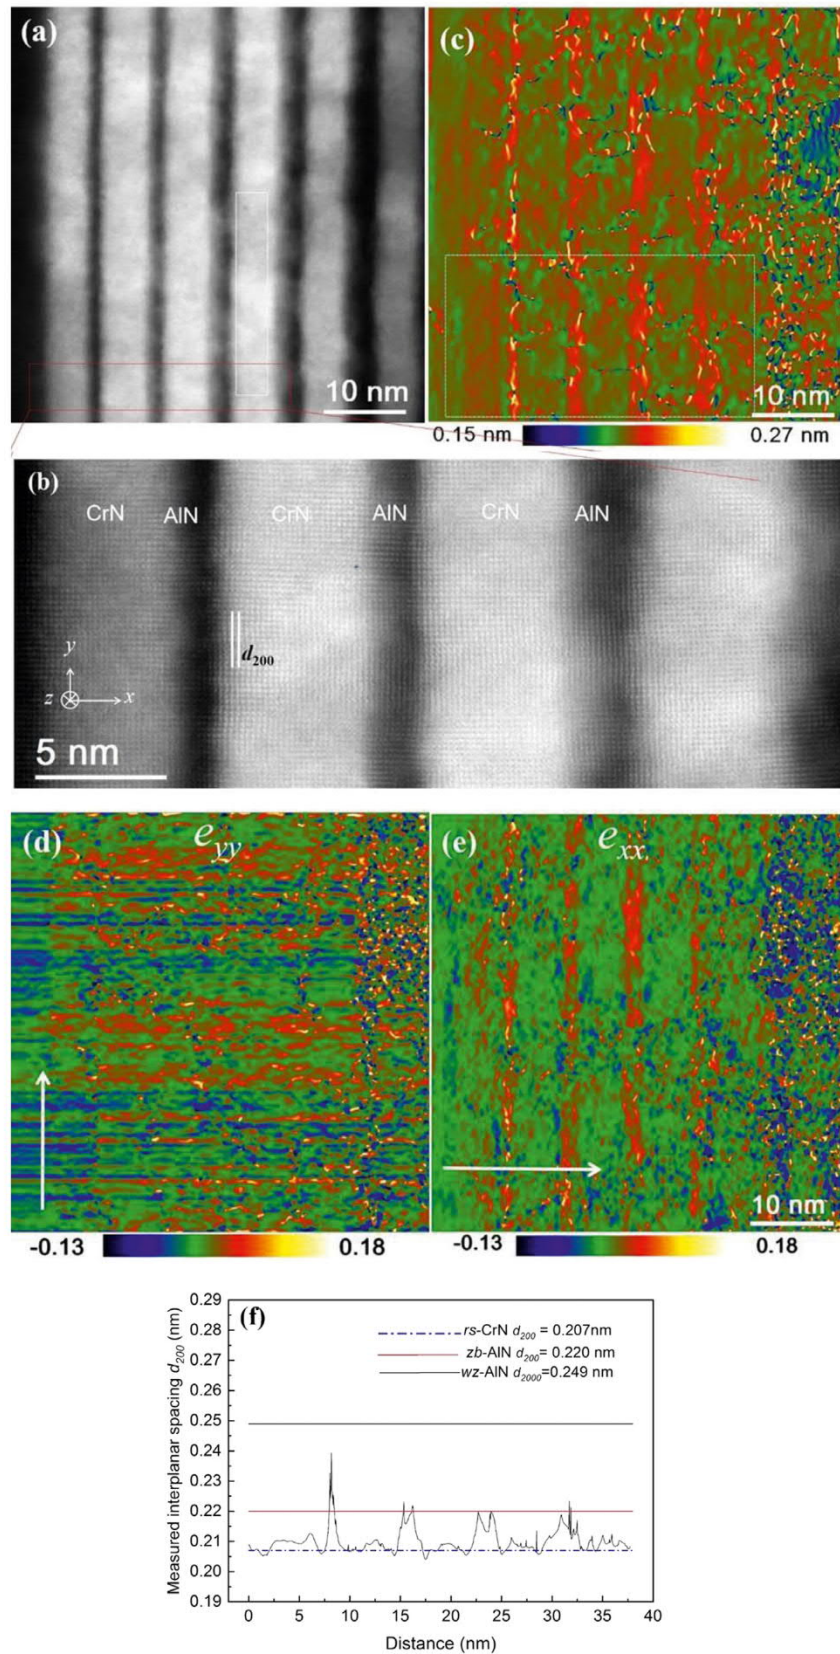 (a)
10 nm
(c)
10 nm
0.15 nm 0.27 nm
(b)
CrN AlN CrN AlN CrN AlN
d200
y
z x
5 nm
(d) eyy
(e) exx.
10 nm
-0.13 0.18
-0.13 0.18
(f)
rs-CrN d200 = 0.207nm
zb-AlN d200= 0.220 nm
wz-AlN d2000=0.249 nm
Measured interplanar spacing d200 (nm)
0.29
0.28
0.27
0.26
0.25
0.24
0.23
0.22
0.21
0.20
0.19
0 5 10 15 20 25 30 35 40
Distance (nm)